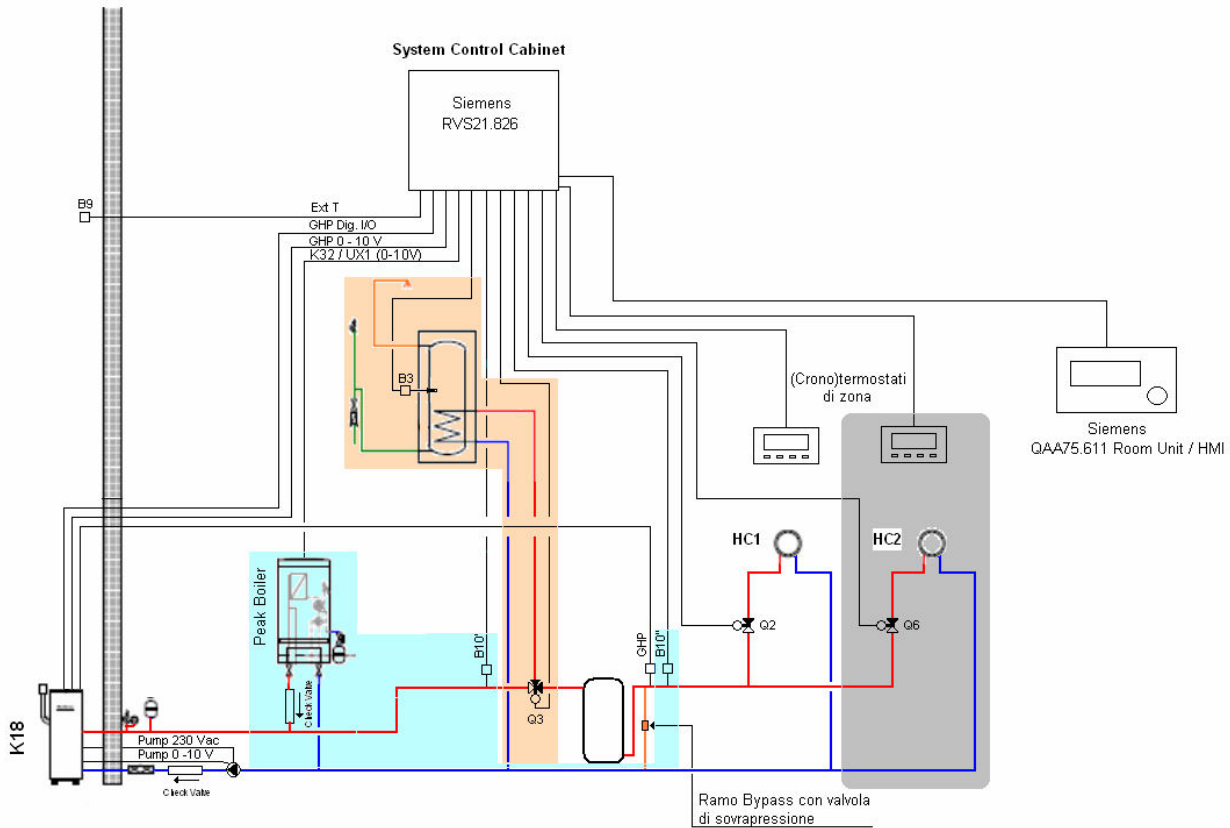 System Control Cabinet
Siemens
RVS21.826
B9
Ext T
GHP Dig. I/O
GHP 0 - 10 V
K32 / UX1 (0-10V)
B3
(Crono)termostati
di zona
Siemens
QAA75.611 Room Unit / HMI
HC1
HC2
Peak Boiler
Check Valve
B10'
GHP
B10''
Q2
Q6
Q3
K18
Pump 230 Vac
Pump 0 -10 V
Check Valve
Ramo Bypass con valvola
di sovrapressione